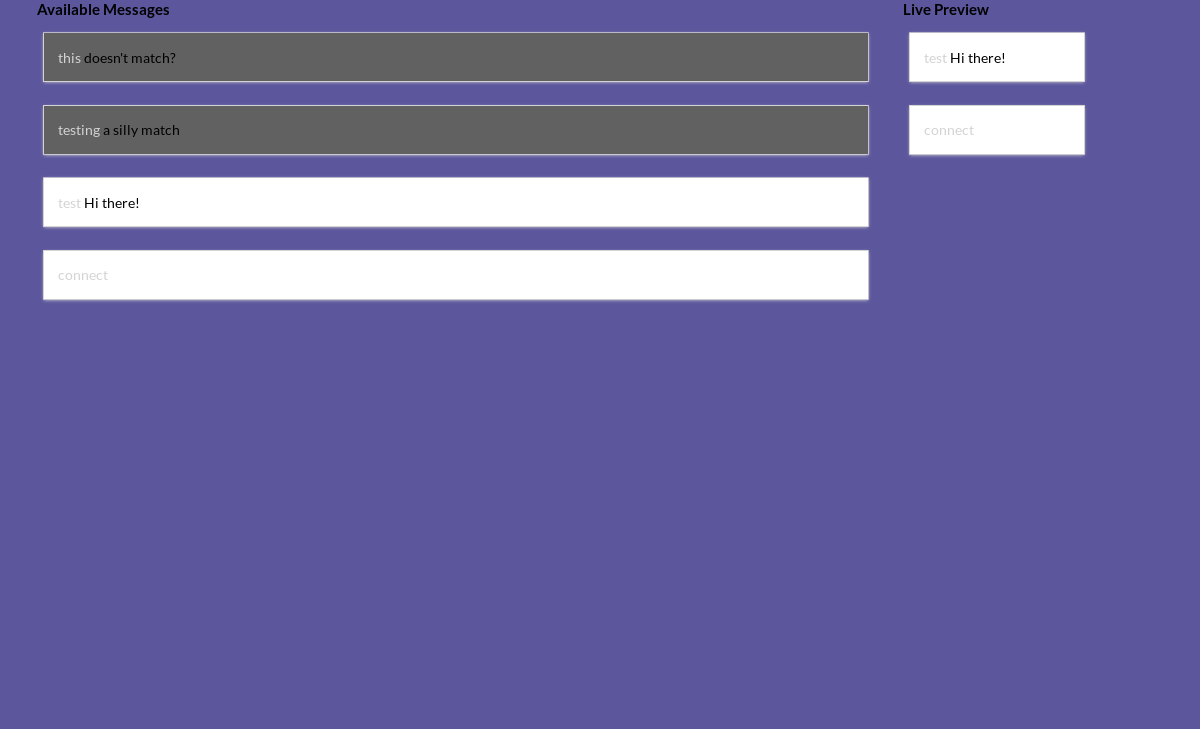 Available Messages
this doesn't match?
testing a silly match
test Hi there!
connect
Live Preview
test Hi there!
connect